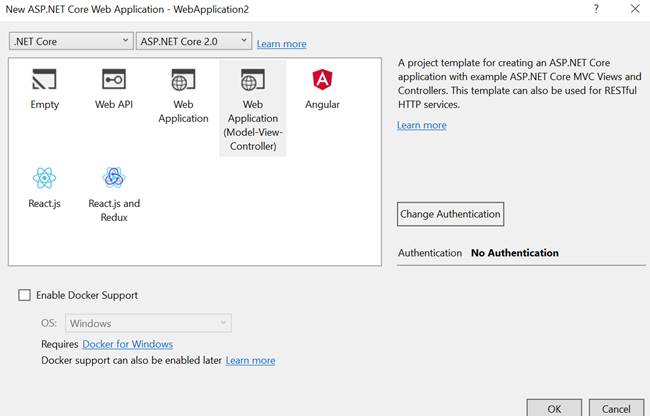 New ASP.NET Core Web Application - WebApplication2
? ×
.NET Core
ASP.NET Core 2.0
Learn more
Empty
Web API
Web
Application
Web
Application
(Model-View-
Controller)
Angular
React.js
React.js and
Redux
A project template for creating an ASP.NET Core
application with example ASP.NET Core MVC Views and
Controllers. This template can also be used for RESTful
HTTP services.
Learn more
Change Authentication
Authentication No Authentication
Enable Docker Support
OS: Windows
Requires Docker for Windows
Docker support can also be enabled later Learn more
OK
Cancel